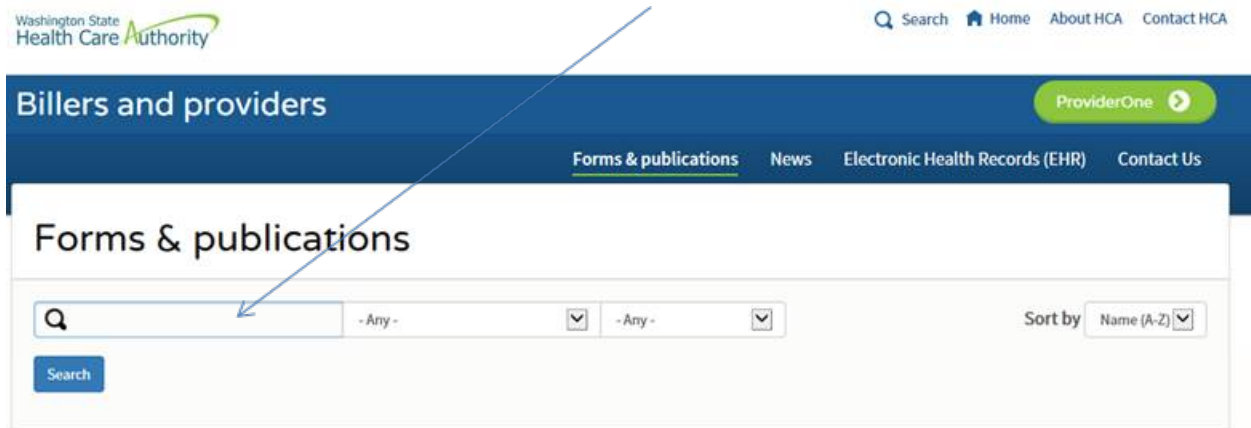 Washington State
Health Care Authority
Search Home About HCA Contact HCA
Billers and providers
ProviderOne
Forms & publications News Electronic Health Records (EHR) Contact Us
Forms & publications
- Any - - Any - Sort by Name (A-Z)
Search